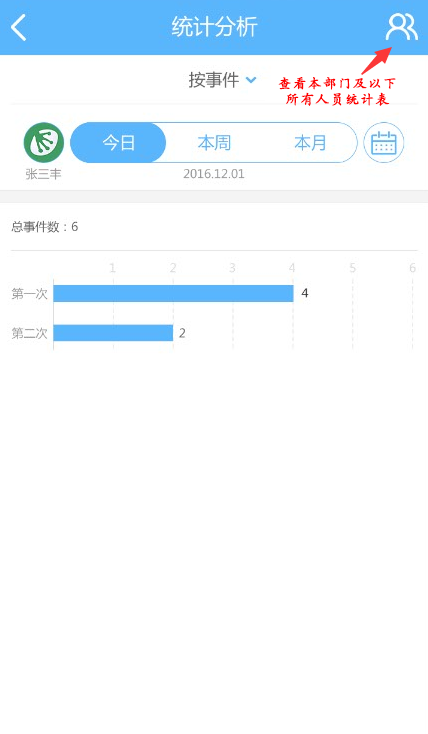 统计分析
按事件
查看本部门及以下
所有人员统计表
今日 本周 本月
张三丰 2016.12.01
总事件数：6
1 2 3 4 5 6
第一次 4
第二次 2